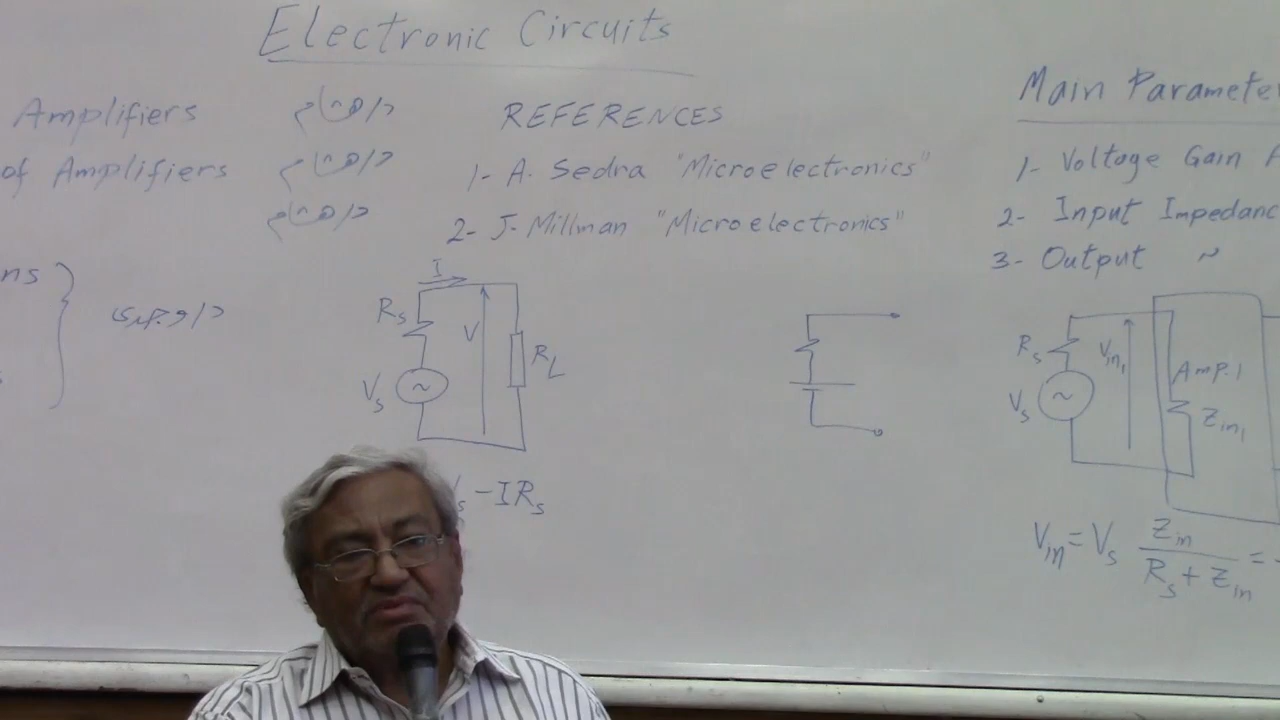 Electronic Circuits
Amplifiers
of Amplifiers
REFERENCES
1- A. Sedra "Microelectronics"
2- J. Millman "Microelectronics"
Main Parameter
1- Voltage Gain A
2- Input Impedanc
3- Output "
ns
I
Rs
V
RL
Vs
s - IRs
Rs
Vin1
Vs
Amp.1
Zin1
Vin = Vs Zin / Rs + Zin =